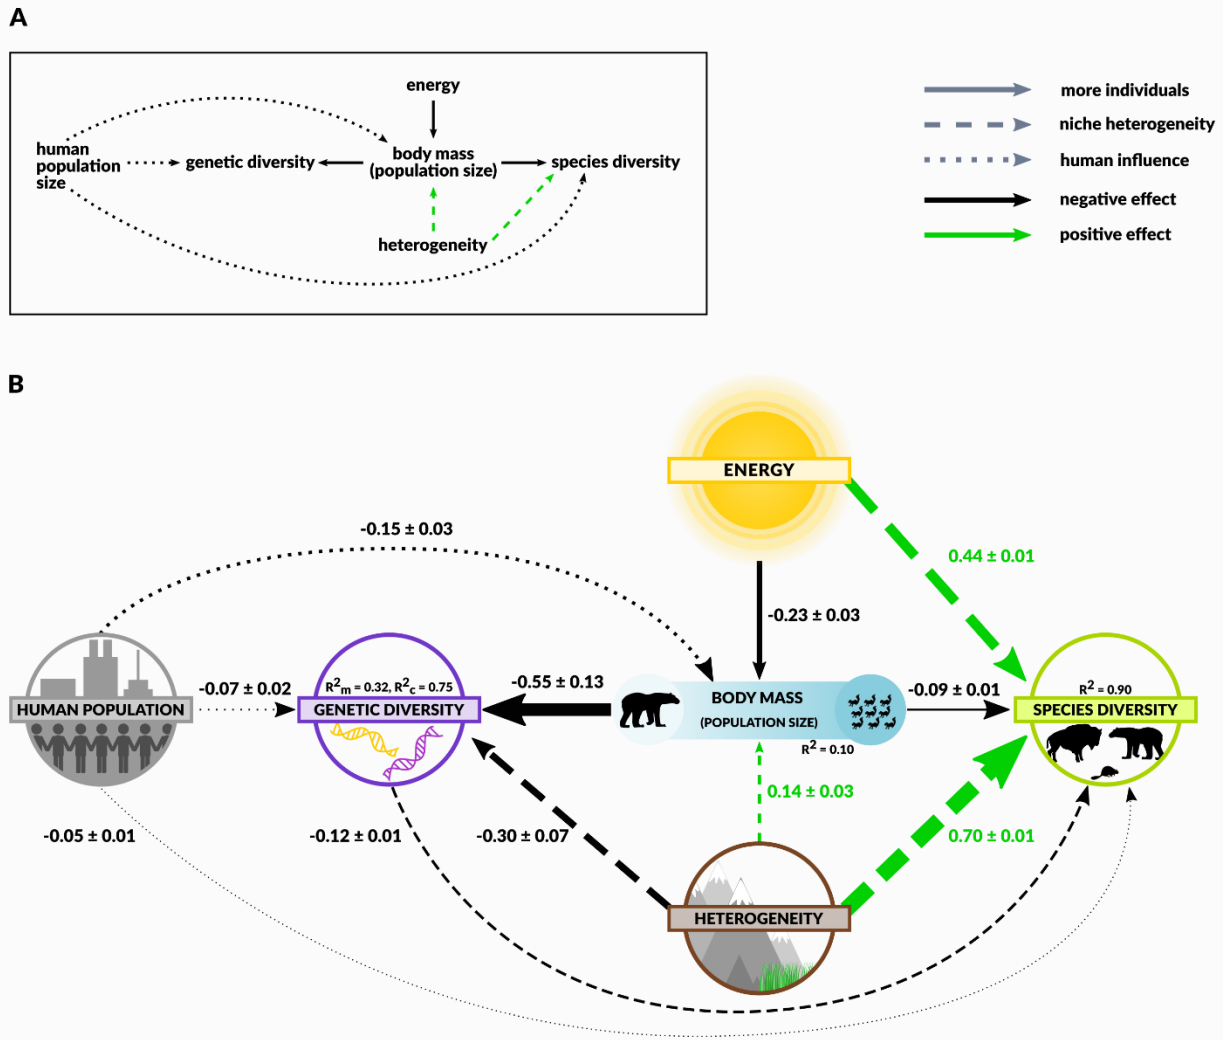 A
energy
human
population
size
genetic diversity
body mass
(population size)
species diversity
heterogeneity
more individuals
niche heterogeneity
human influence
negative effect
positive effect
B
ENERGY
-0.15 ± 0.03
0.44 ± 0.01
-0.23 ± 0.03
-0.07 ± 0.02
R²m = 0.32, R²c = 0.75
-0.55 ± 0.13
BODY MASS
(POPULATION SIZE)
R² = 0.10
-0.09 ± 0.01
R² = 0.90
HUMAN POPULATION
GENETIC DIVERSITY
SPECIES DIVERSITY
0.14 ± 0.03
-0.05 ± 0.01
-0.12 ± 0.01
-0.30 ± 0.07
0.70 ± 0.01
HETEROGENEITY